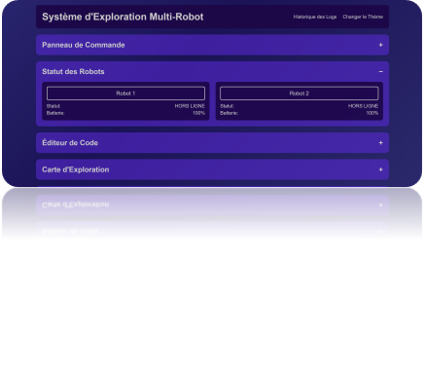 Système d'Exploration Multi-Robot
Historique des Logs Changer le Thème
Panneau de Commande +
Statut des Robots −
Robot 1
Statut: HORS LIGNE
Batterie: 100%
Robot 2
Statut: HORS LIGNE
Batterie: 100%
Éditeur de Code +
Carte d'Exploration +